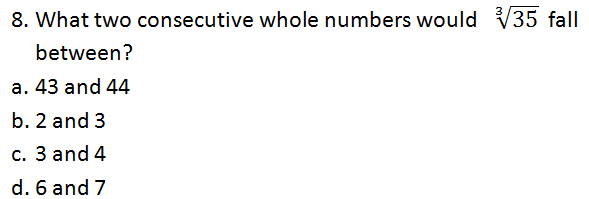 8. What two consecutive whole numbers would ∛35 fall
between?
a. 43 and 44
b. 2 and 3
c. 3 and 4
d. 6 and 7